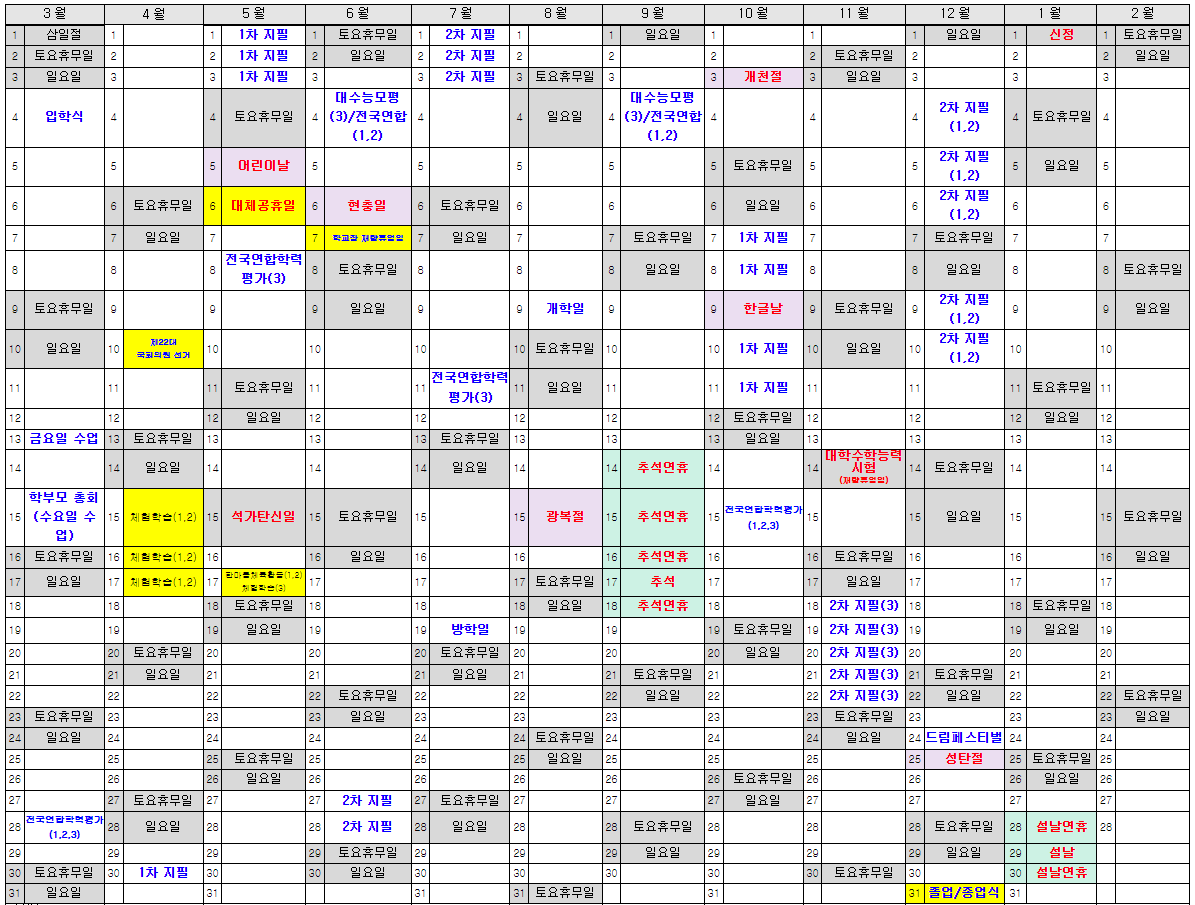 3월 4월 5월 6월 7월 8월 9월 10월 11월 12월 1월 2월
1 삼일절 1 1 1차 지필 1 토요휴무일 1 2차 지필 1 1 일요일 1 1 1 일요일 1 신정 1 토요휴무일
2 토요휴무일 2 2 1차 지필 2 일요일 2 2차 지필 2 2 2 2 토요휴무일 2 2 2 일요일
3 일요일 3 3 1차 지필 3 3 2차 지필 3 토요휴무일 3 3 개천절 3 일요일 3 3 3
4 입학식 4 4 토요휴무일 4 대수능모평(3)/전국연합(1,2) 4 4 일요일 4 대수능모평(3)/전국연합(1,2) 4 4 4 2차 지필(1,2) 4 토요휴무일 4
5 5 5 어린이날 5 5 5 5 5 토요휴무일 5 5 2차 지필(1,2) 5 일요일 5
6 6 토요휴무일 6 대체공휴일 6 현충일 6 토요휴무일 6 6 6 일요일 6 6 2차 지필(1,2) 6 6
7 7 일요일 7 7 학교장 재량휴업일 7 일요일 7 7 토요휴무일 7 1차 지필 7 7 토요휴무일 7 7
8 8 8 전국연합학력평가(3) 8 토요휴무일 8 8 8 일요일 8 1차 지필 8 8 일요일 8 8 토요휴무일
9 토요휴무일 9 9 9 일요일 9 9 개학일 9 9 한글날 9 토요휴무일 9 2차 지필(1,2) 9 9 일요일
10 일요일 10 제22대 국회의원 선거 10 10 10 10 토요휴무일 10 10 1차 지필 10 일요일 10 2차 지필(1,2) 10 10
11 11 11 토요휴무일 11 11 전국연합학력평가(3) 11 일요일 11 11 1차 지필 11 11 11 토요휴무일 11
12 12 12 일요일 12 12 12 12 12 토요휴무일 12 12 12 일요일 12
13 금요일 수업 13 토요휴무일 13 13 13 토요휴무일 13 13 13 일요일 13 13 13 13
14 14 일요일 14 14 14 일요일 14 14 추석연휴 14 14 대학수학능력시험(재량휴업일) 14 토요휴무일 14 14
15 학부모 총회(수요일 수업) 15 체험학습(1,2) 15 석가탄신일 15 토요휴무일 15 15 광복절 15 추석연휴 15 전국연합학력평가(1,2,3) 15 15 일요일 15 15 토요휴무일
16 토요휴무일 16 체험학습(1,2) 16 16 일요일 16 16 16 추석연휴 16 16 토요휴무일 16 16 16 일요일
17 일요일 17 체험학습(1,2) 17 한마음체육활동(1,2) 체험학습(3) 17 17 17 토요휴무일 17 추석 17 17 일요일 17 17 17
18 18 18 토요휴무일 18 18 18 일요일 18 추석연휴 18 18 2차 지필(3) 18 18 토요휴무일 18
19 19 19 일요일 19 19 방학일 19 19 19 토요휴무일 19 2차 지필(3) 19 19 일요일 19
20 20 토요휴무일 20 20 20 토요휴무일 20 20 20 일요일 20 2차 지필(3) 20 20 20
21 21 일요일 21 21 21 일요일 21 21 토요휴무일 21 21 2차 지필(3) 21 토요휴무일 21 21
22 22 22 22 토요휴무일 22 22 22 일요일 22 22 2차 지필(3) 22 일요일 22 22 토요휴무일
23 토요휴무일 23 23 23 일요일 23 23 23 23 23 토요휴무일 23 23 23 일요일
24 일요일 24 24 24 24 24 토요휴무일 24 24 24 일요일 24 드림페스티벌 24 24
25 25 25 토요휴무일 25 25 25 일요일 25 25 25 25 성탄절 25 토요휴무일 25
26 26 26 일요일 26 26 26 26 26 토요휴무일 26 26 26 일요일 26
27 27 토요휴무일 27 27 2차 지필 27 토요휴무일 27 27 27 일요일 27 27 27 27
28 전국연합학력평가(1,2,3) 28 일요일 28 28 2차 지필 28 일요일 28 28 토요휴무일 28 28 28 토요휴무일 28 설날연휴 28
29 29 29 29 토요휴무일 29 29 29 일요일 29 29 29 일요일 29 설날
30 토요휴무일 30 1차 지필 30 30 일요일 30 30 30 30 30 토요휴무일 30 30 설날연휴
31 일요일 31 31 31 토요휴무일 31 31 졸업/종업식 31